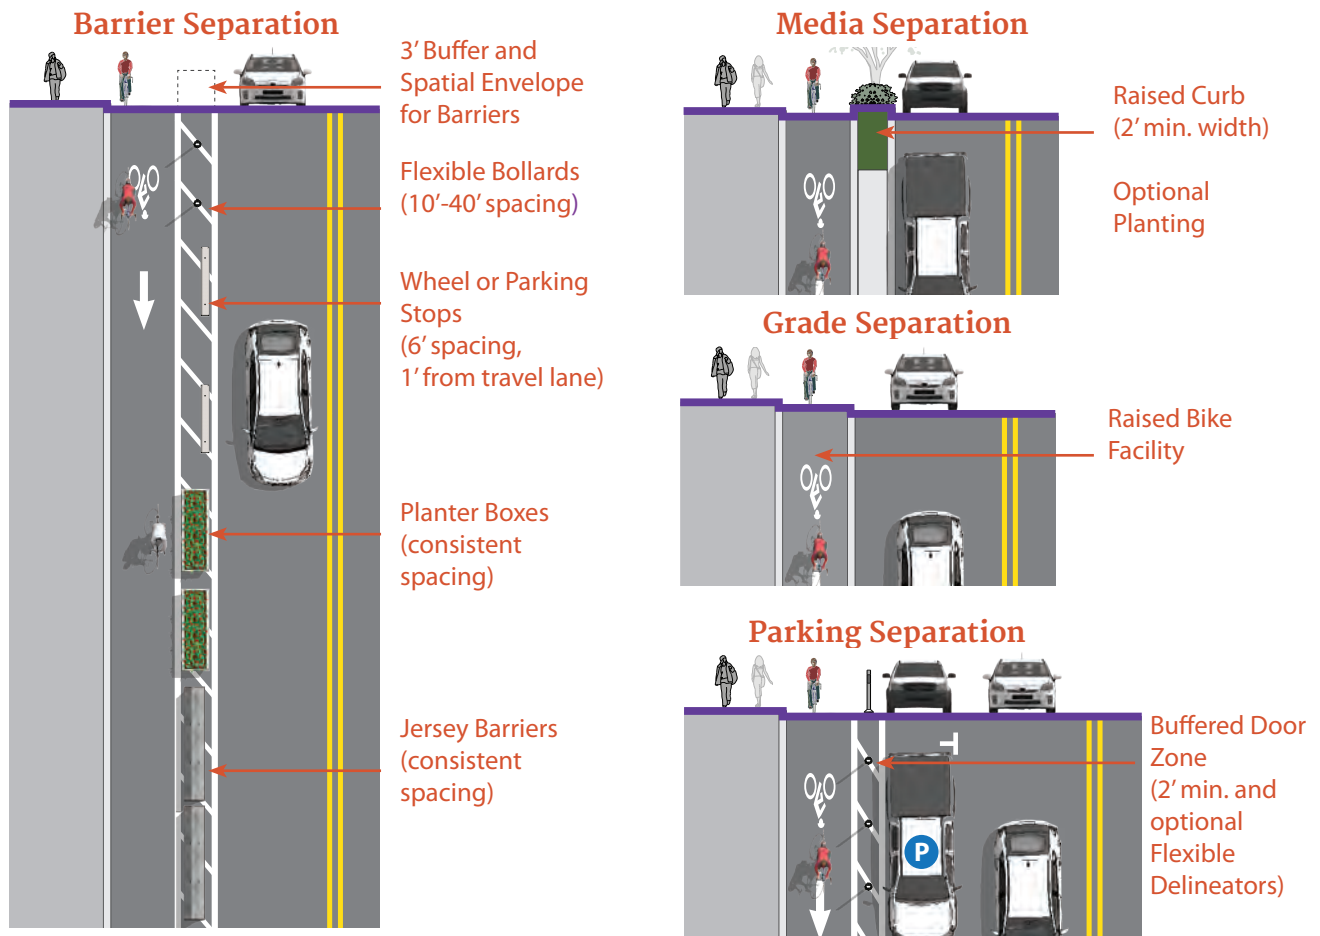 Barrier Separation
3' Buffer and
Spatial Envelope
for Barriers
Flexible Bollards
(10'-40' spacing)
Wheel or Parking
Stops
(6' spacing,
1' from travel lane)
Planter Boxes
(consistent
spacing)
Jersey Barriers
(consistent
spacing)
Media Separation
Raised Curb
(2' min. width)
Optional
Planting
Grade Separation
Raised Bike
Facility
Parking Separation
Buffered Door
Zone
(2' min. and
optional
Flexible
Delineators)
P